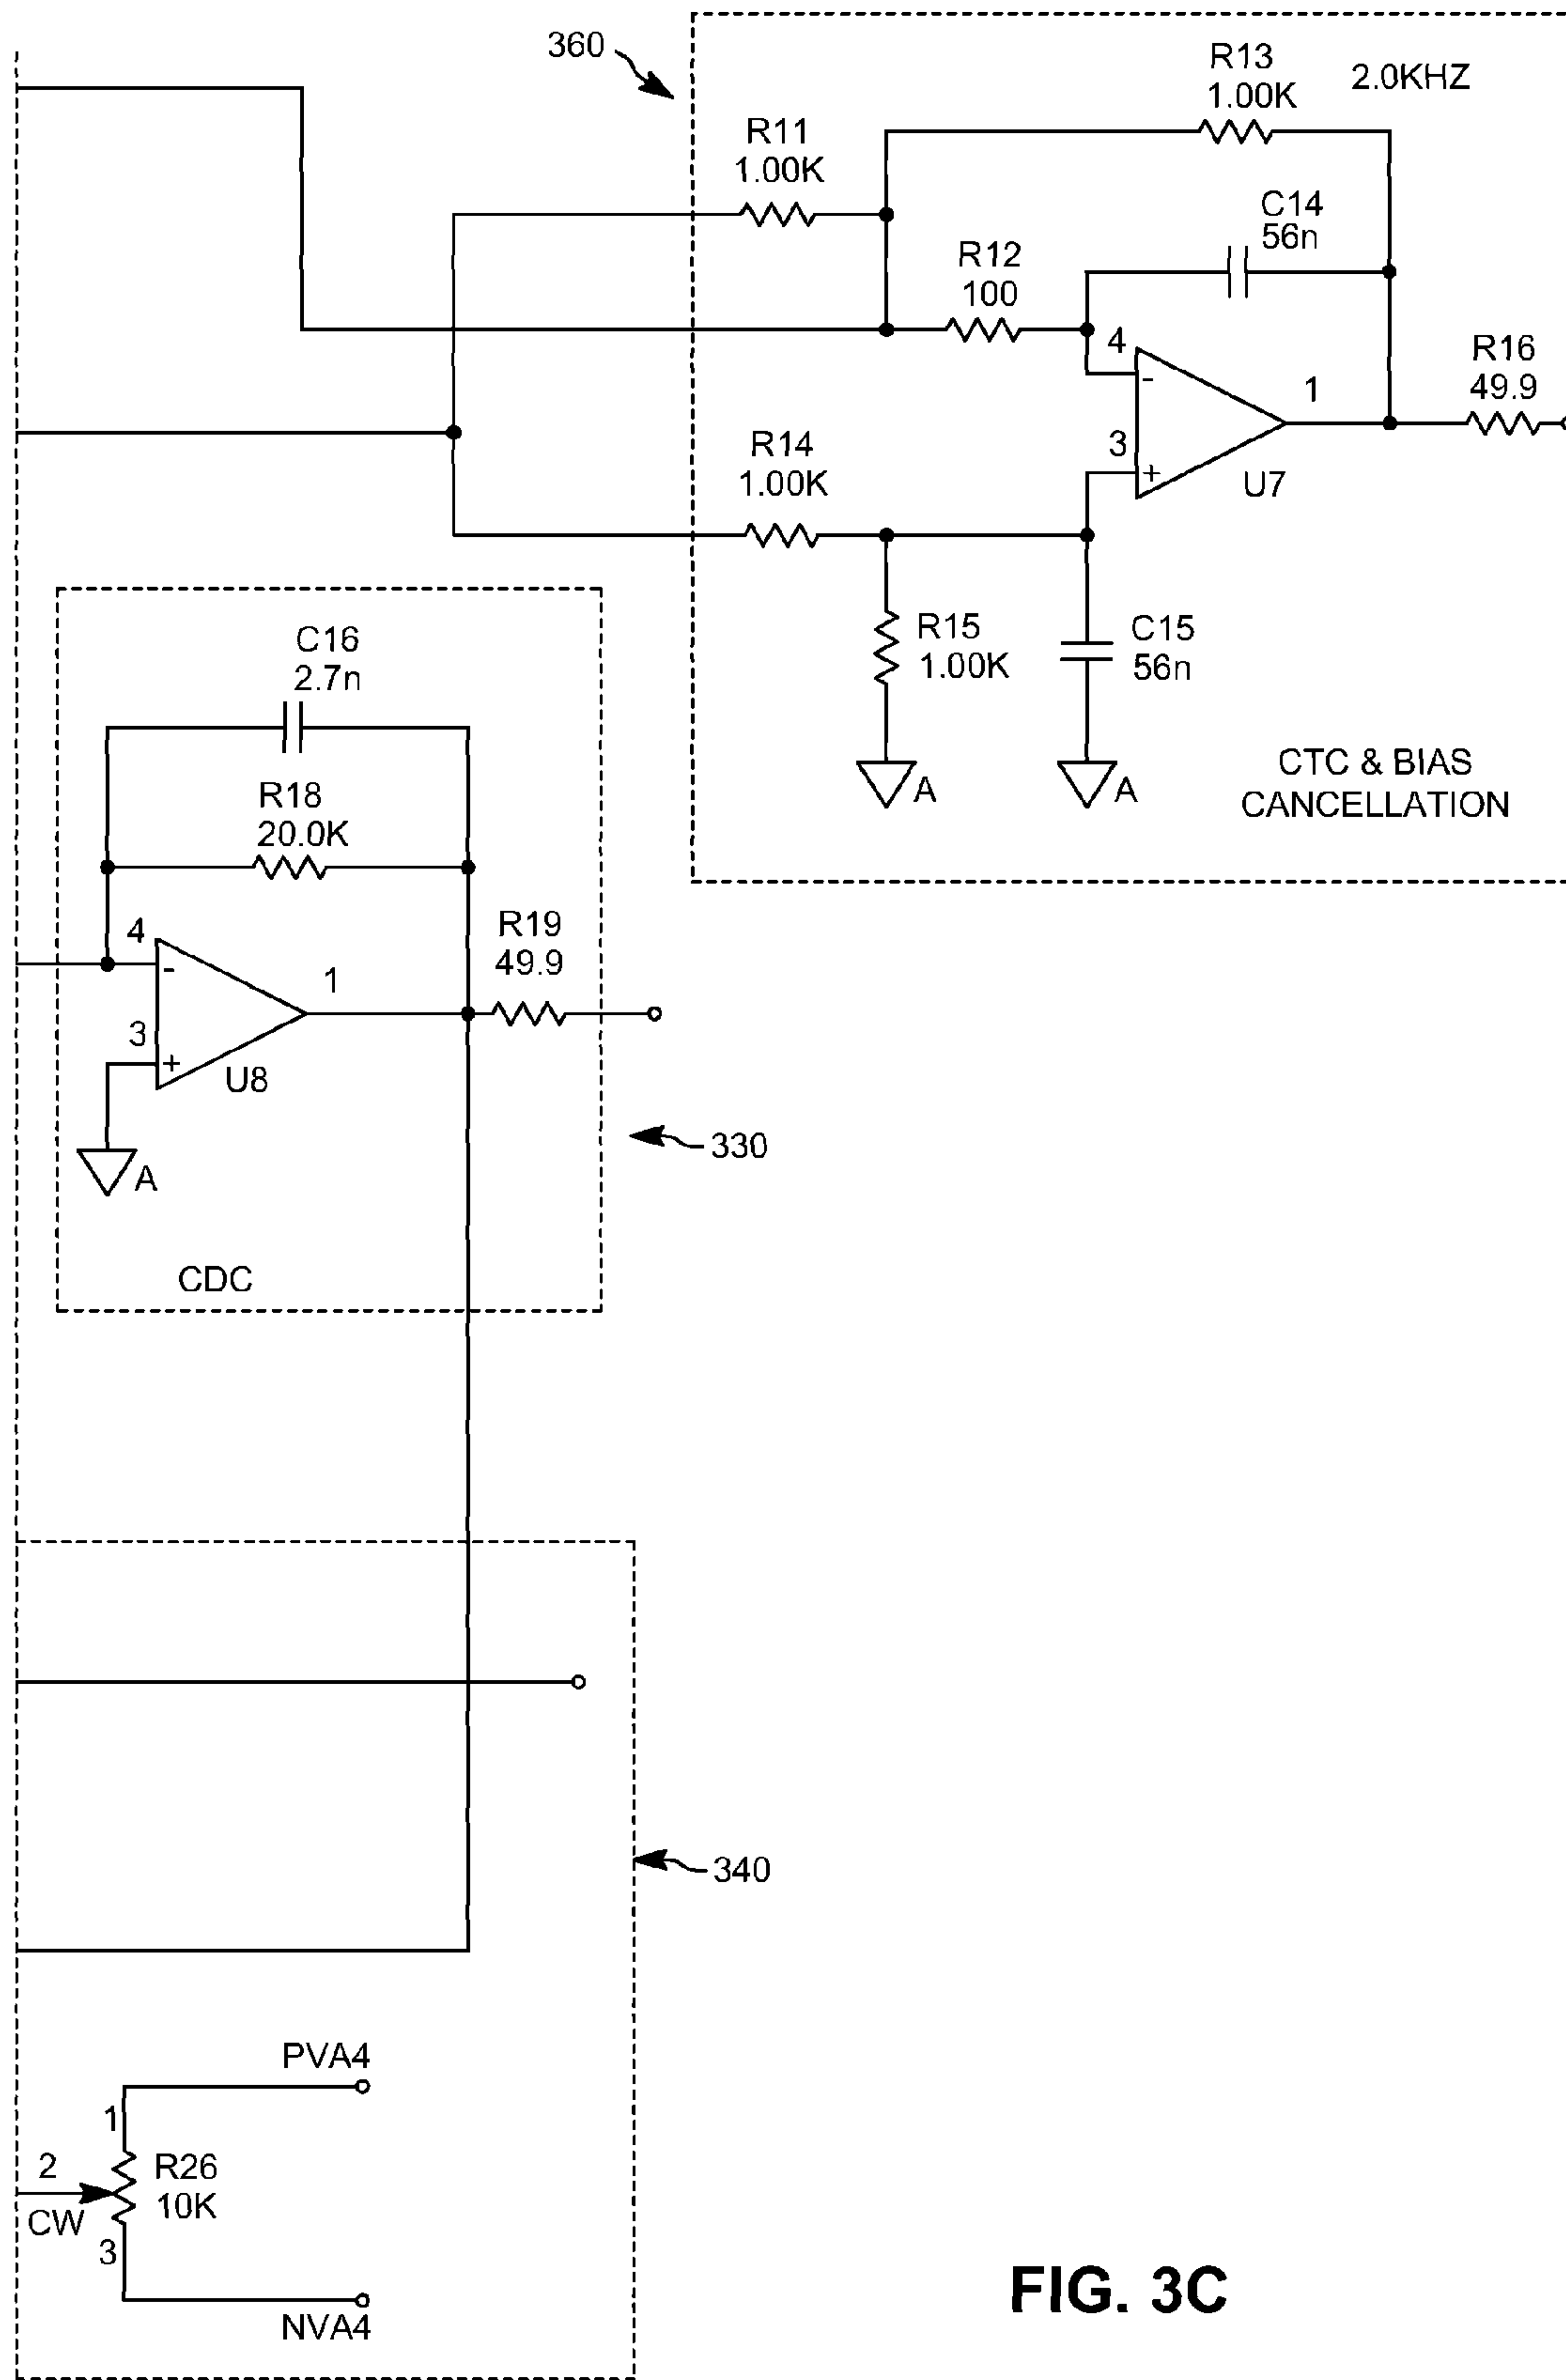 360
R13
1.00K
2.0KHZ
R11
1.00K
C14
56n
R12
100
4
-
1
R16
49.9
3
+
U7
R14
1.00K
R15
1.00K
C15
56n
A
A
CTC & BIAS
CANCELLATION
C16
2.7n
R18
20.0K
4
-
1
R19
49.9
3
+
U8
A
330
CDC
340
PVA4
1
2
R26
10K
CW
3
NVA4
FIG. 3C